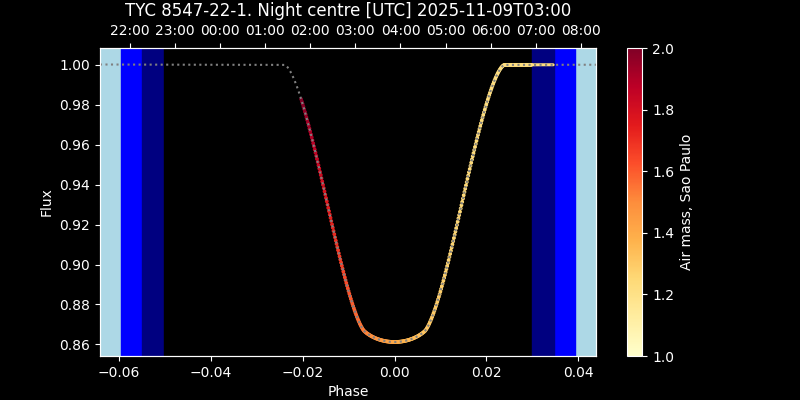 TYC 8547-22-1. Night centre [UTC] 2025-11-09T03:00
22:00 23:00 00:00 01:00 02:00 03:00 04:00 05:00 06:00 07:00 08:00
1.00
0.98
0.96
0.94
0.92
0.90
0.88
0.86
Flux
−0.06 −0.04 −0.02 0.00 0.02 0.04
Phase
2.0
1.8
1.6
1.4
1.2
1.0
Air mass, Sao Paulo